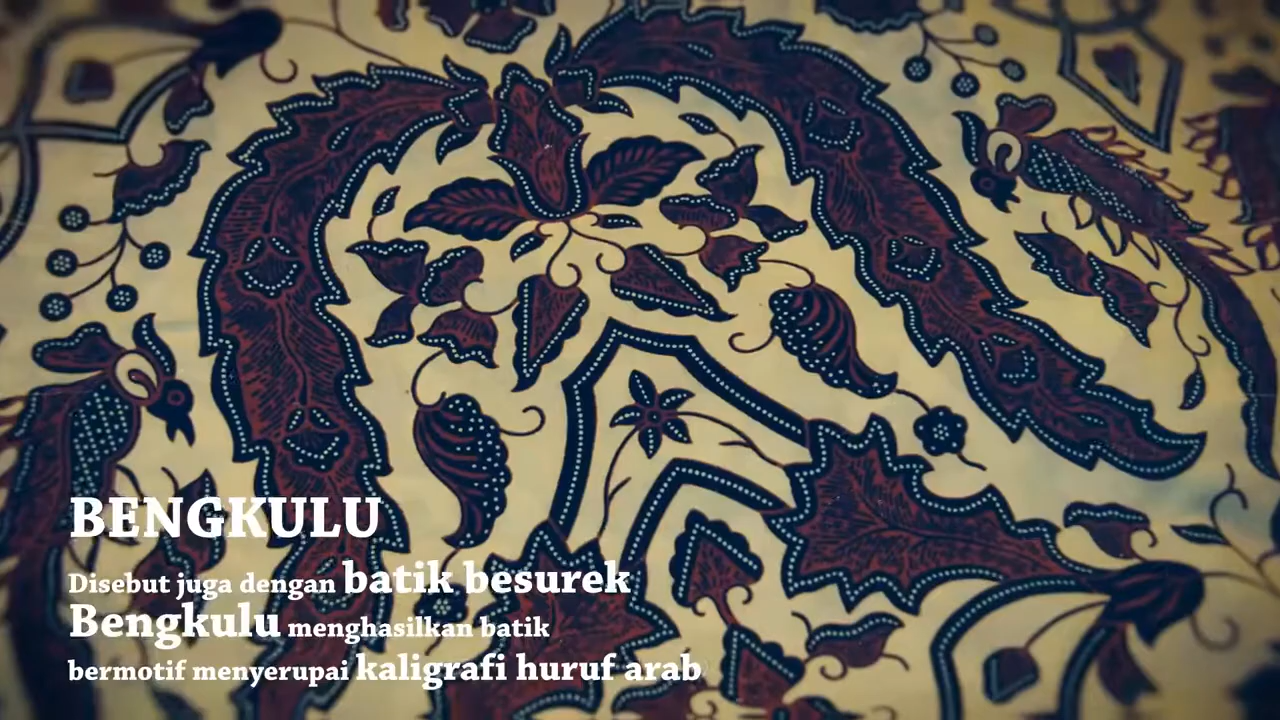 BENGKULU
Disebut juga dengan batik besurek
Bengkulu menghasilkan batik
bermotif menyerupai kaligrafi huruf arab